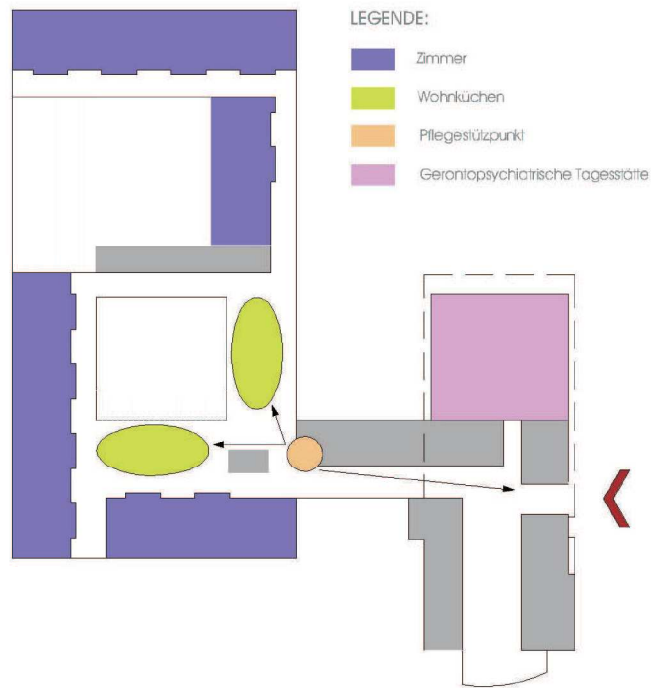 LEGENDE:
Zimmer
Wohnküchen
Pflegestützpunkt
Gerontopsychiatrische Tagesstätte